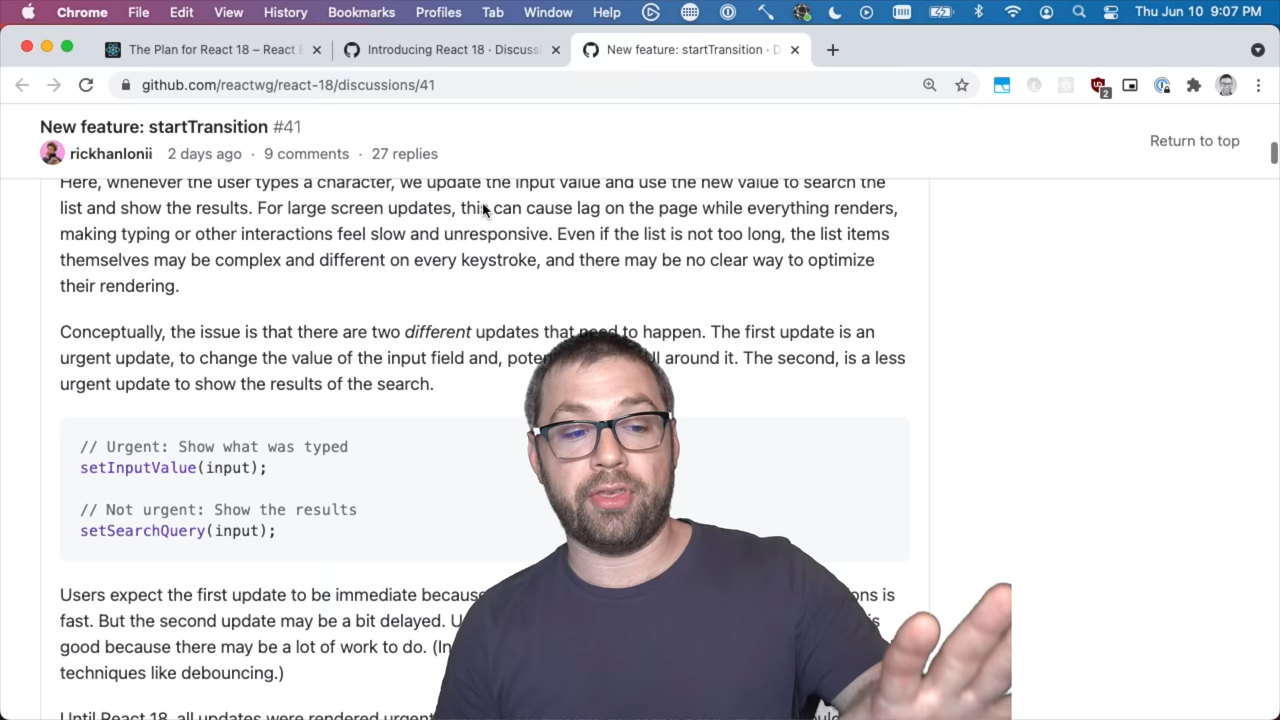 Chrome File Edit View History Bookmarks Profiles Tab Window Help Thu Jun 10 9:07 PM
The Plan for React 18 – React Introducing React 18 · Discuss New feature: startTransition ·
github.com/reactwg/react-18/discussions/41
2
New feature: startTransition #41
Return to top
rickhanlonii 2 days ago · 9 comments · 27 replies
Here, whenever the user types a character, we update the input value and use the new value to search the
list and show the results. For large screen updates, this can cause lag on the page while everything renders,
making typing or other interactions feel slow and unresponsive. Even if the list is not too long, the list items
themselves may be complex and different on every keystroke, and there may be no clear way to optimize
their rendering.
Conceptually, the issue is that there are two different updates that need to happen. The first update is an
urgent update, to change the value of the input field and, around it. The second, is a less
urgent update to show the results of the search.
// Urgent: Show what was typed
setInputValue(input);
// Not urgent: Show the results
setSearchQuery(input);
Users expect the first update to be immediate is
fast. But the second update may be a bit delayed.
good because there may be a lot of work to do.
techniques like debouncing.)
Until React 18, all updates were rendered